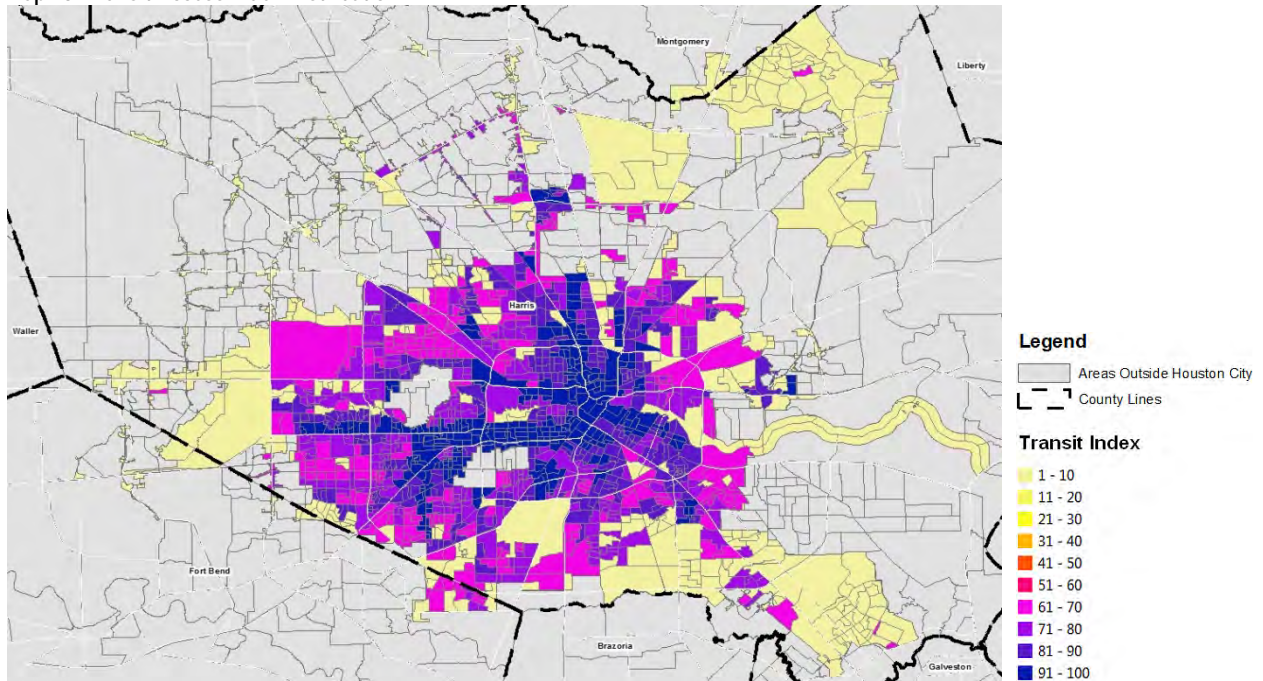 Montgomery
Liberty
Harris
Waller
Fort Bend
Brazoria
Galveston
Legend
Areas Outside Houston City
County Lines
Transit Index
1 - 10
11 - 20
21 - 30
31 - 40
41 - 50
51 - 60
61 - 70
71 - 80
81 - 90
91 - 100